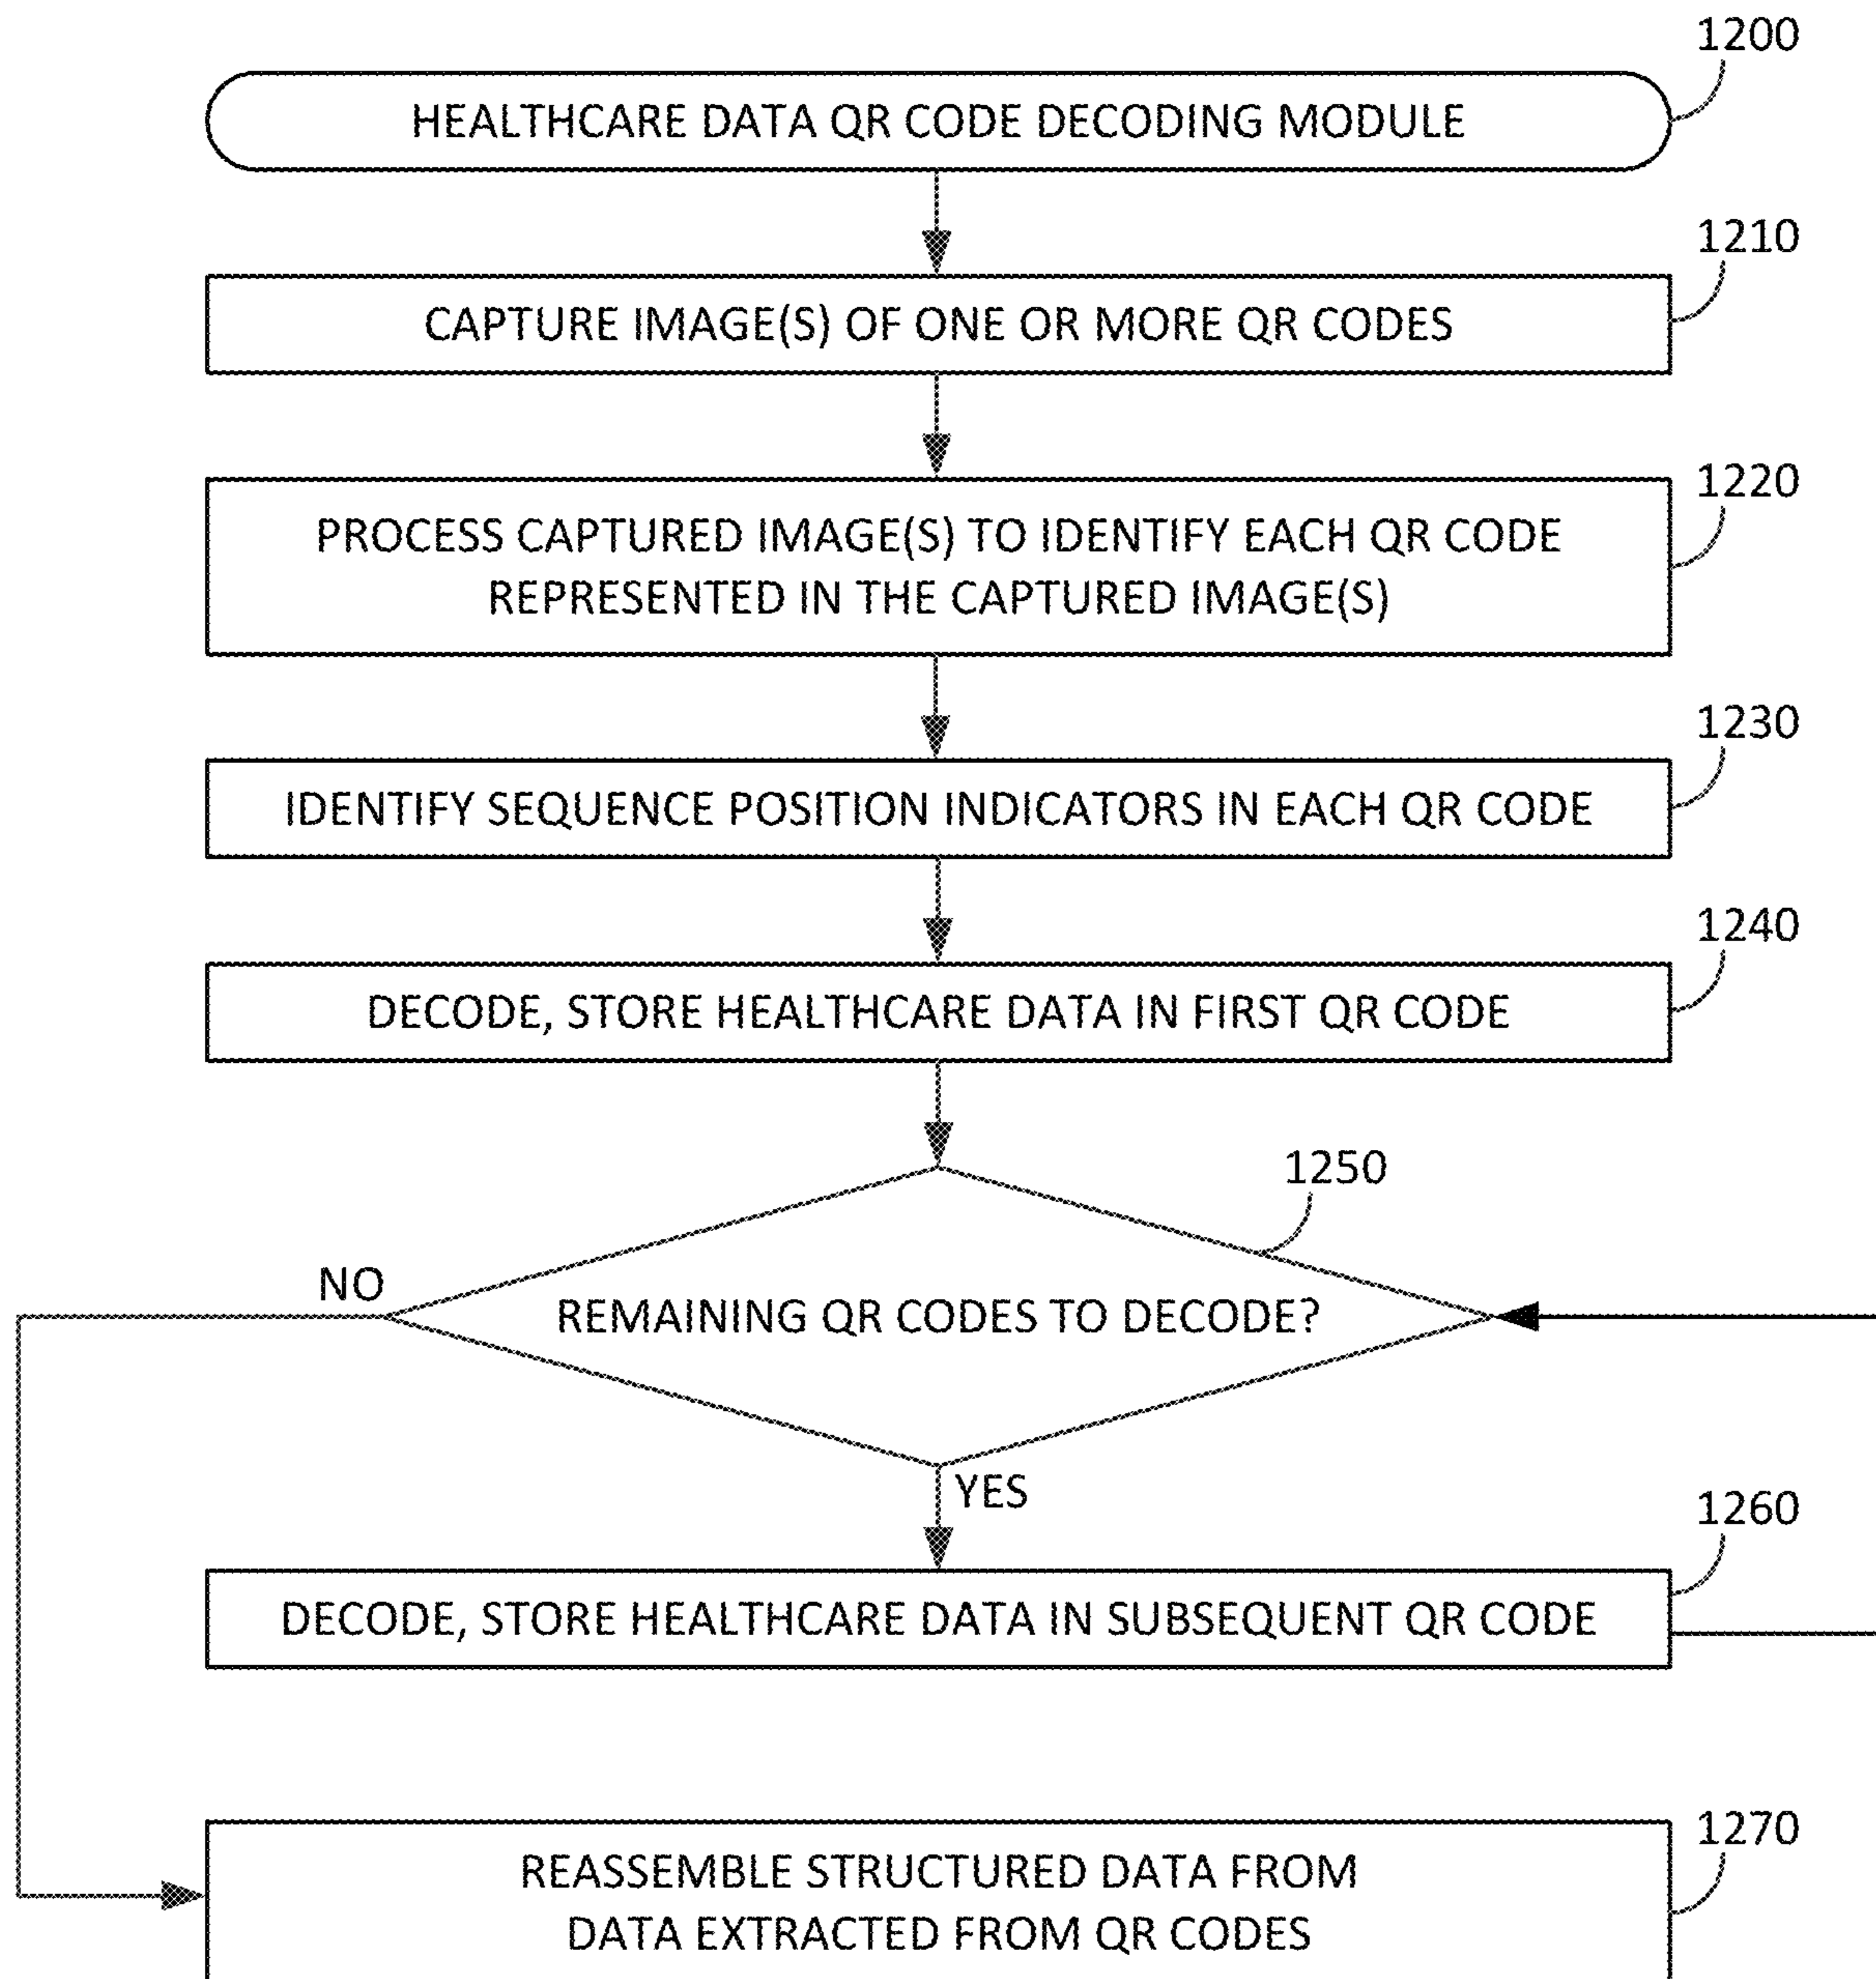 1200
HEALTHCARE DATA QR CODE DECODING MODULE
1210
CAPTURE IMAGE(S) OF ONE OR MORE QR CODES
1220
PROCESS CAPTURED IMAGE(S) TO IDENTIFY EACH QR CODE
REPRESENTED IN THE CAPTURED IMAGE(S)
1230
IDENTIFY SEQUENCE POSITION INDICATORS IN EACH QR CODE
1240
DECODE, STORE HEALTHCARE DATA IN FIRST QR CODE
1250
NO
REMAINING QR CODES TO DECODE?
YES
1260
DECODE, STORE HEALTHCARE DATA IN SUBSEQUENT QR CODE
1270
REASSEMBLE STRUCTURED DATA FROM
DATA EXTRACTED FROM QR CODES